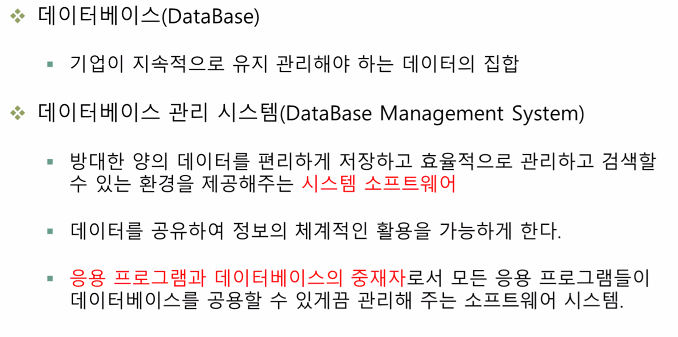 데이터베이스(DataBase)
기업이 지속적으로 유지 관리해야 하는 데이터의 집합
데이터베이스 관리 시스템(DataBase Management System)
방대한 양의 데이터를 편리하게 저장하고 효율적으로 관리하고 검색할
수 있는 환경을 제공해주는 시스템 소프트웨어
데이터를 공유하여 정보의 체계적인 활용을 가능하게 한다.
응용 프로그램과 데이터베이스의 중재자로서 모든 응용 프로그램들이
데이터베이스를 공용할 수 있게끔 관리해 주는 소프트웨어 시스템.